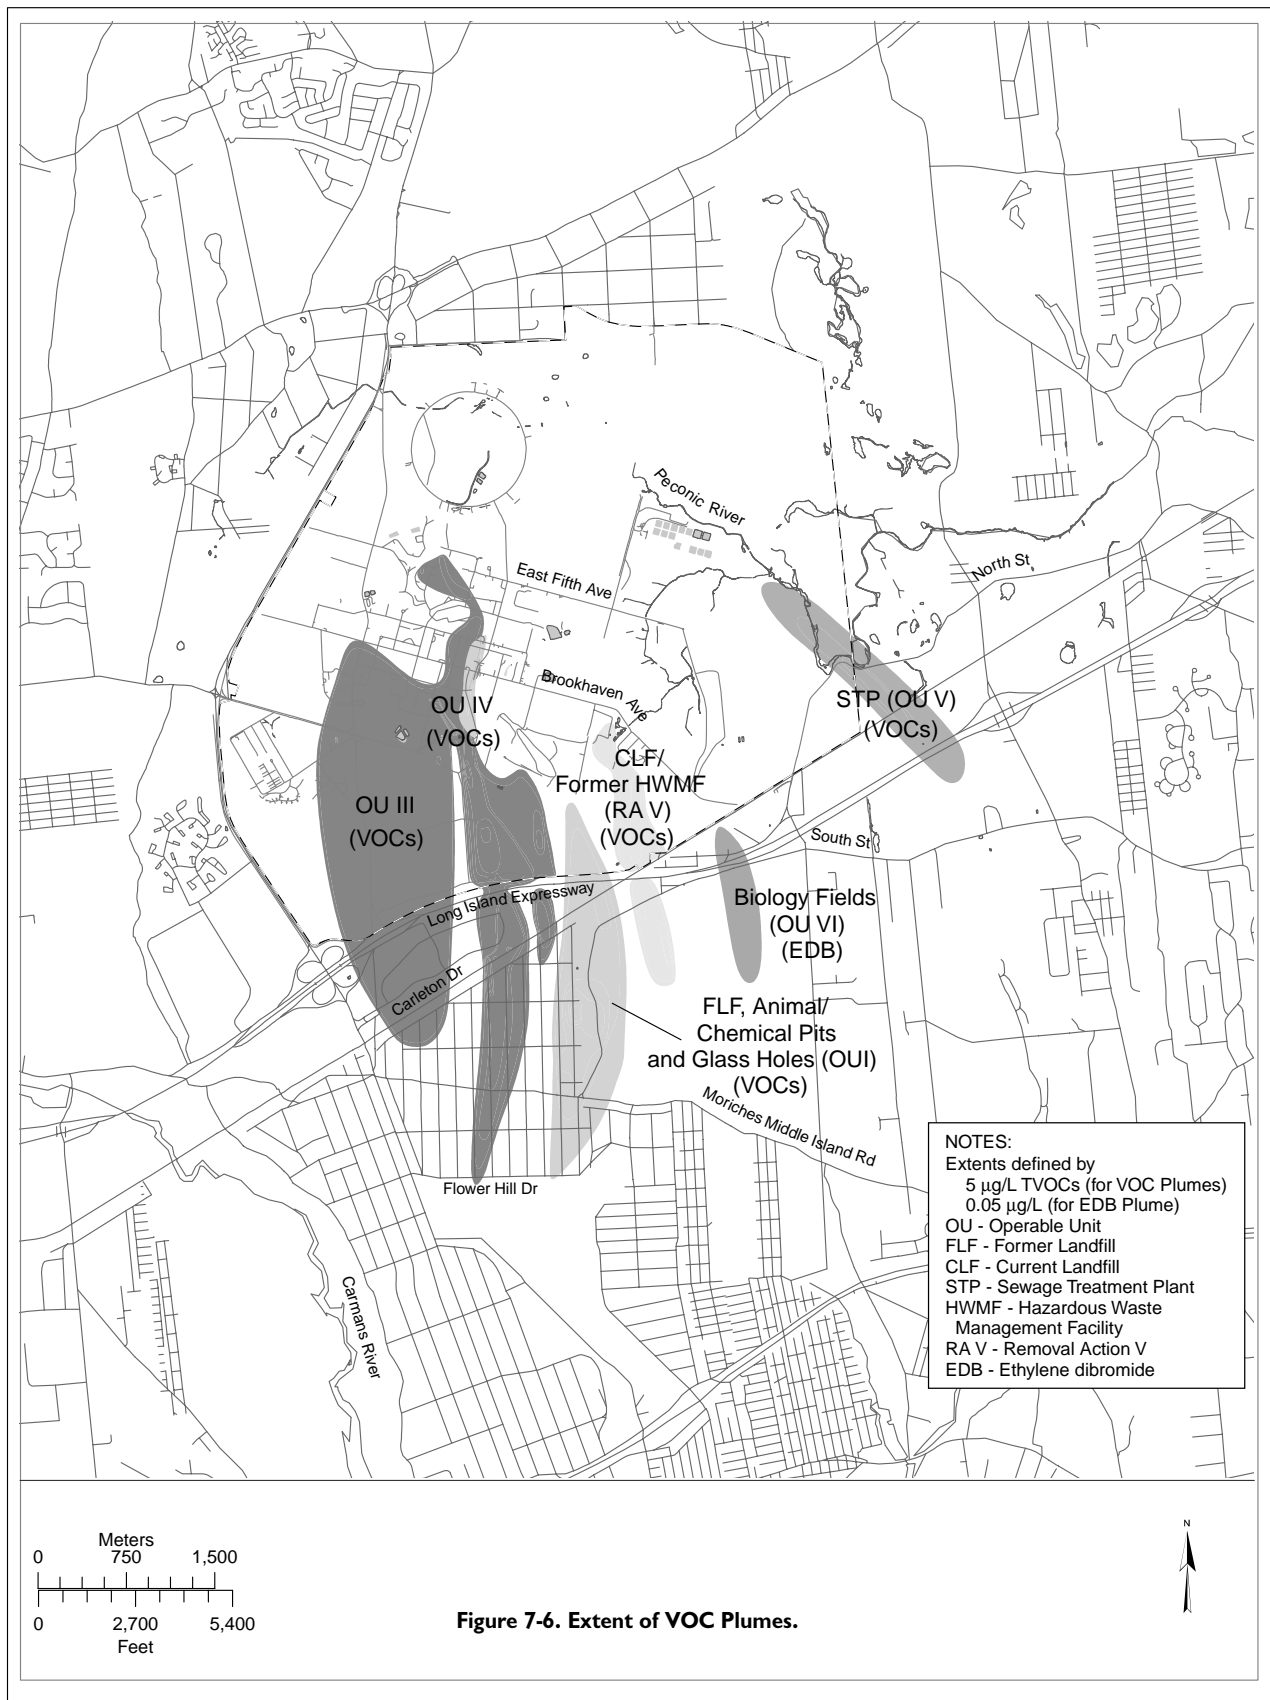 Peconic River
North St
East Fifth Ave
Brookhaven Ave
OU IV
(VOCs)
STP (OU V)
(VOCs)
CLF/
Former HWMF
(RA V)
(VOCs)
OU III
(VOCs)
South St
Long Island Expressway
Biology Fields
(OU VI)
(EDB)
Carleton Dr
FLF, Animal/
Chemical Pits
and Glass Holes (OUI)
(VOCs)
Moriches Middle Island Rd
Flower Hill Dr
Carmans River
NOTES:
Extents defined by
5 µg/L TVOCs (for VOC Plumes)
0.05 µg/L (for EDB Plume)
OU - Operable Unit
FLF - Former Landfill
CLF - Current Landfill
STP - Sewage Treatment Plant
HWMF - Hazardous Waste
Management Facility
RA V - Removal Action V
EDB - Ethylene dibromide
Meters
0 750 1,500
0 2,700 5,400
Feet
N
Figure 7-6. Extent of VOC Plumes.